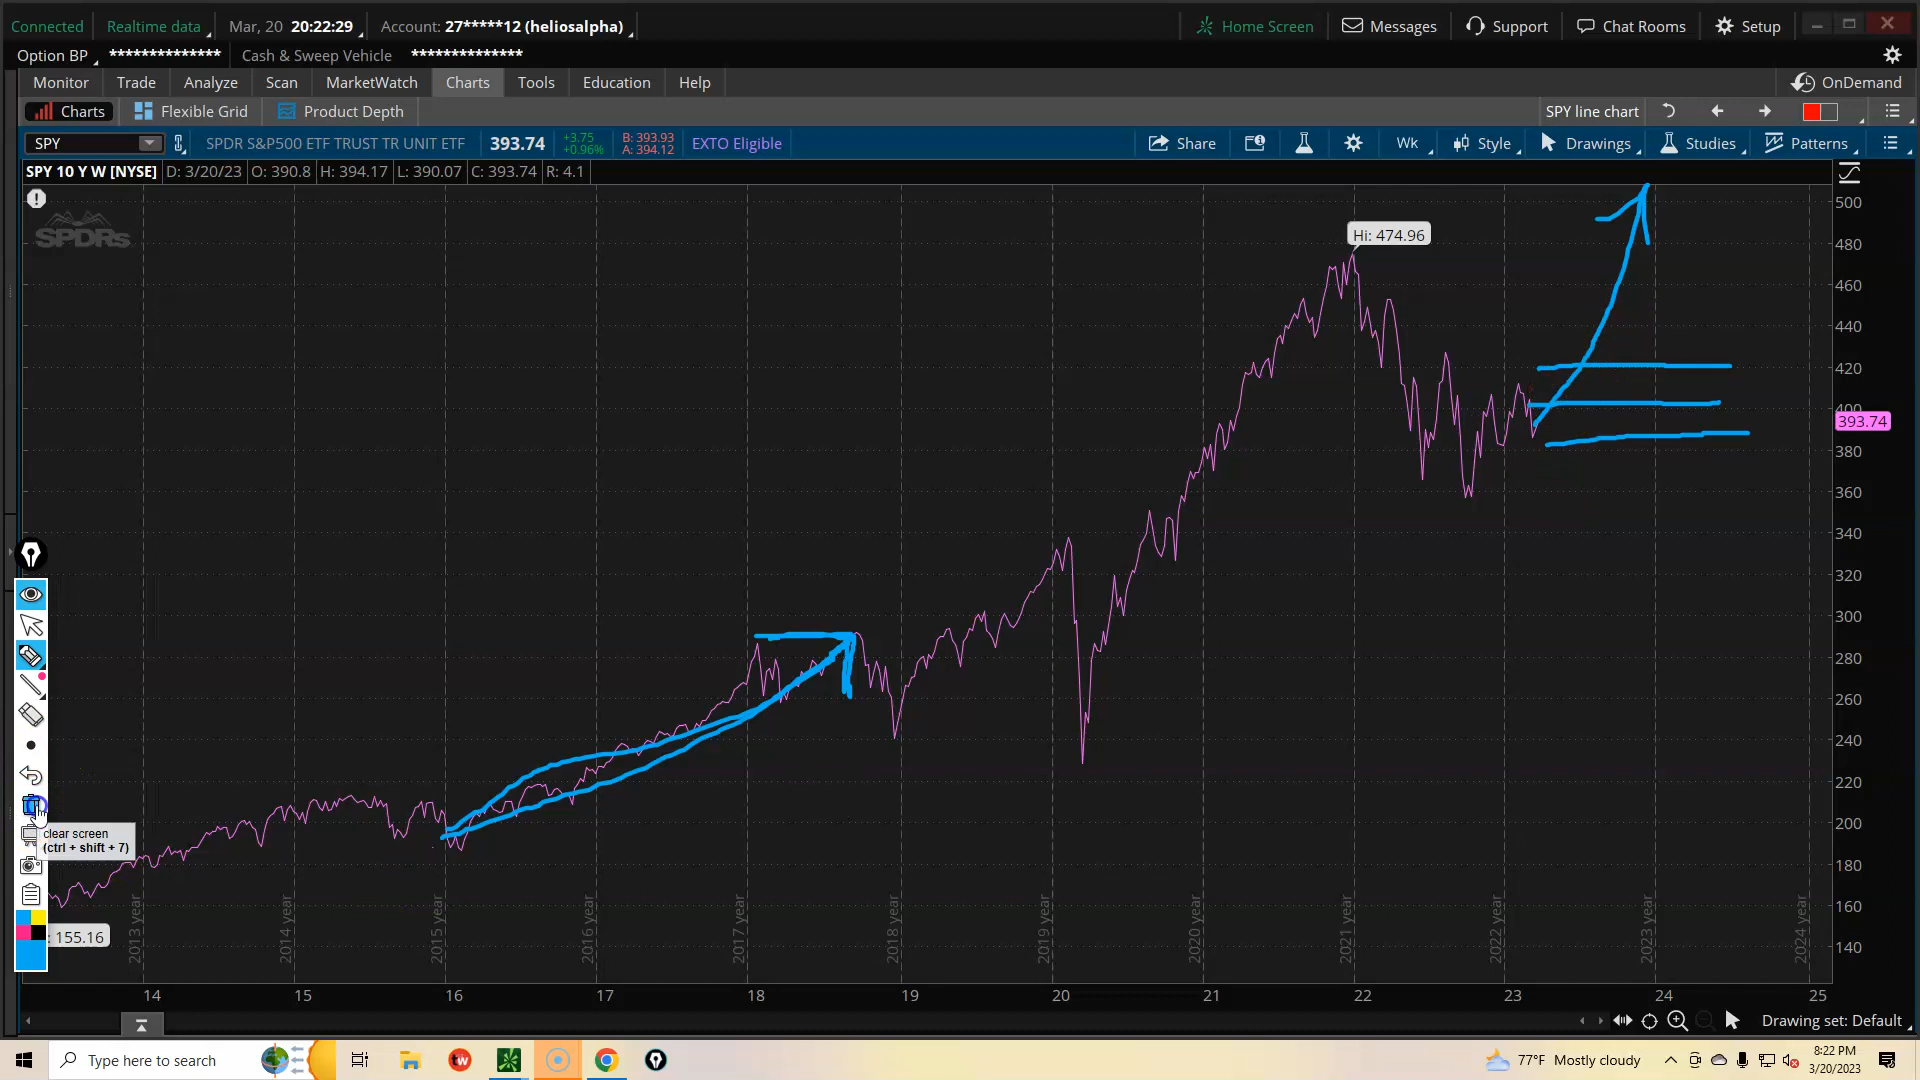 Connected Realtime data Mar, 20 20:22:29 Account: 27*****12 (heliosalpha) Home Screen Messages Support Chat Rooms Setup
Option BP ************** Cash & Sweep Vehicle **************
Monitor Trade Analyze Scan MarketWatch Charts Tools Education Help OnDemand
Charts Flexible Grid Product Depth SPY line chart
SPY SPDR S&P500 ETF TRUST TR UNIT ETF 393.74 +3.75 B: 393.93 EXTO Eligible Share Wk Style Drawings Studies Patterns
+0.96% A: 394.12
SPY 10 Y W [NYSE] D: 3/20/23 O: 390.8 H: 394.17 L: 390.07 C: 393.74 R: 4.1
SPDRs
Hi: 474.96
500
480
460
440
420
400
393.74
380
360
340
320
300
280
260
240
220
200
180
160
140
clear screen
(ctrl + shift + 7)
: 155.16
2013 year 2014 year 2015 year 2016 year 2017 year 2018 year 2019 year 2020 year 2021 year 2022 year 2023 year 2024 year
14 15 16 17 18 19 20 21 22 23 24 25
Drawing set: Default
Type here to search tw 77°F Mostly cloudy 8:22 PM
3/20/2023